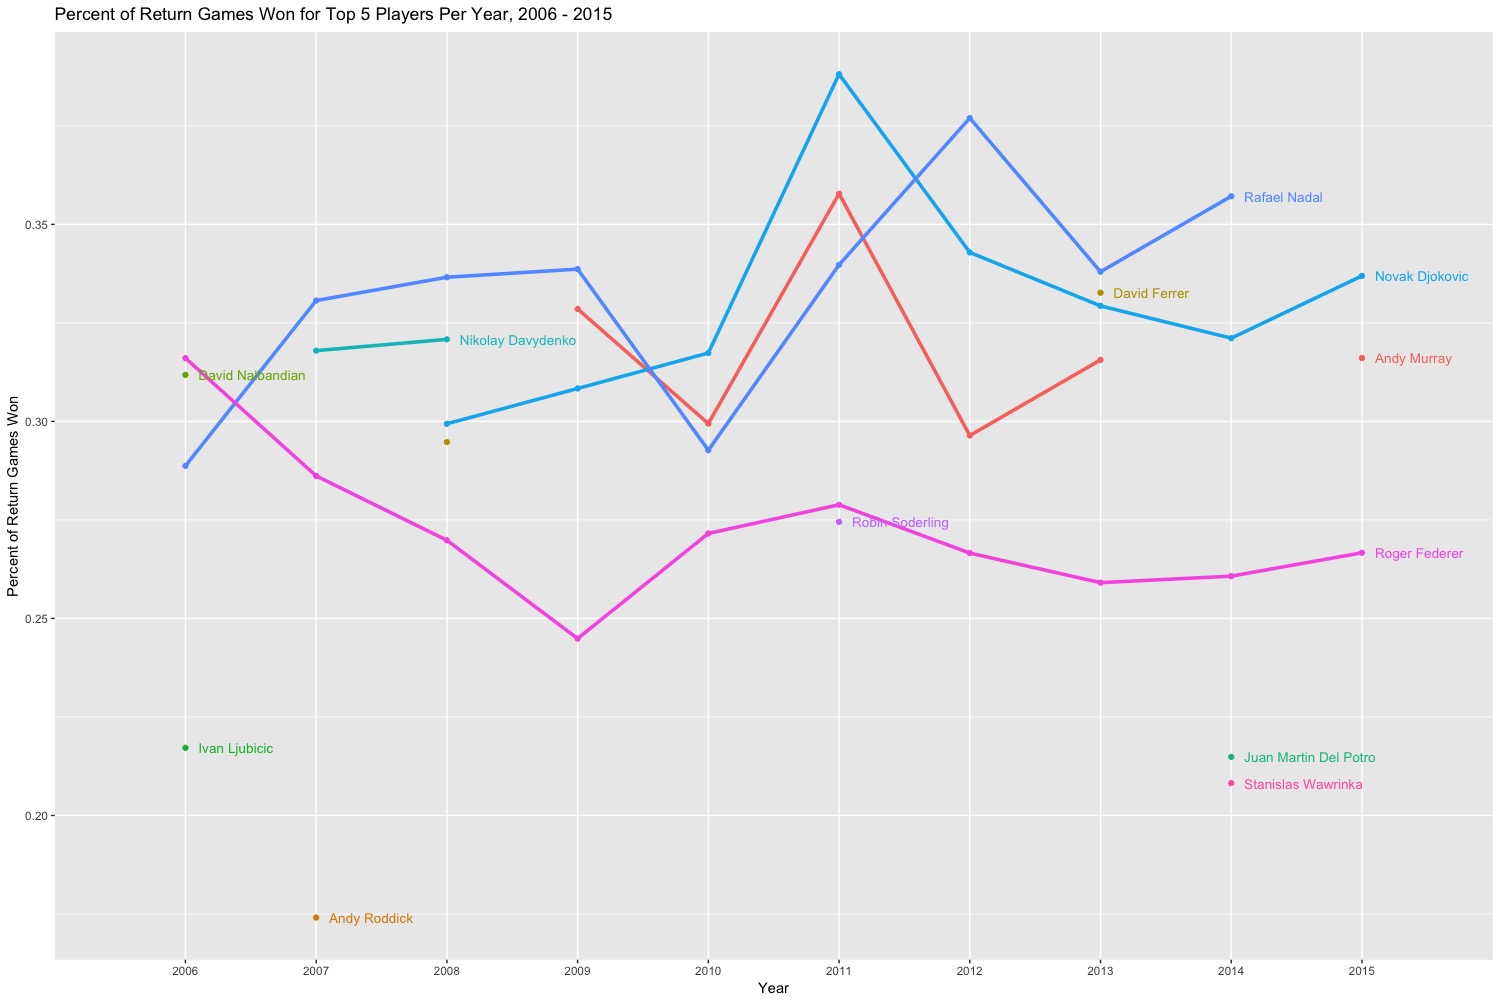 Percent of Return Games Won for Top 5 Players Per Year, 2006 - 2015
Percent of Return Games Won
0.35
0.30
0.25
0.20
Rafael Nadal
Novak Djokovic
David Ferrer
Nikolay Davydenko
Andy Murray
David Nalbandian
Robin Soderling
Roger Federer
Ivan Ljubicic
Juan Martin Del Potro
Stanislas Wawrinka
Andy Roddick
2006 2007 2008 2009 2010 2011 2012 2013 2014 2015
Year